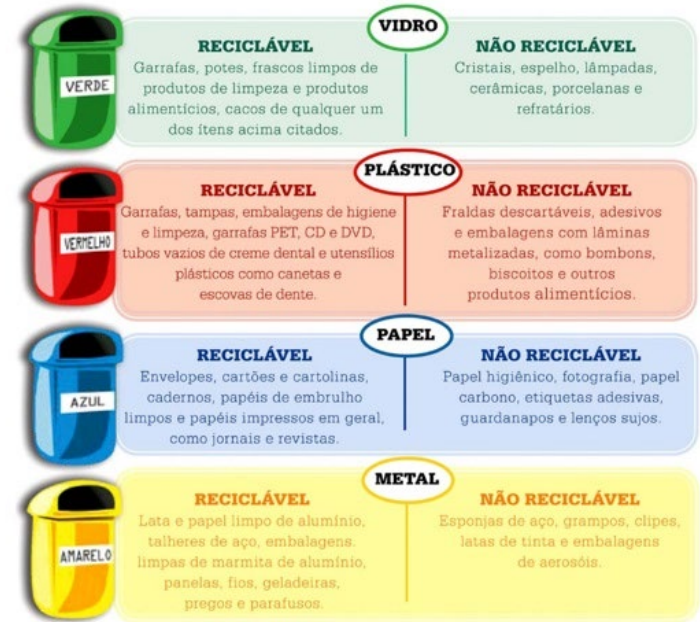 VIDRO
VERDE
RECICLÁVEL
Garrafas, potes, frascos limpos de
produtos de limpeza e produtos
alimentícios, cacos de qualquer um
dos ítens acima citados.
NÃO RECICLÁVEL
Cristais, espelho, lâmpadas,
cerâmicas, porcelanas e
refratários.
PLÁSTICO
VERMELHO
RECICLÁVEL
Garrafas, tampas, embalagens de higiene
e limpeza, garrafas PET, CD e DVD,
tubos vazios de creme dental e utensílios
plásticos como canetas e
escovas de dente.
NÃO RECICLÁVEL
Fraldas descartáveis, adesivos
e embalagens com lâminas
metalizadas, como bombons,
biscoitos e outros
produtos alimentícios.
PAPEL
AZUL
RECICLÁVEL
Envelopes, cartões e cartolinas,
cadernos, papéis de embrulho
limpos e papéis impressos em geral,
como jornais e revistas.
NÃO RECICLÁVEL
Papel higiênico, fotografia, papel
carbono, etiquetas adesivas,
guardanapos e lenços sujos.
METAL
AMARELO
RECICLÁVEL
Lata e papel limpo de alumínio,
talheres de aço, embalagens.
limpas de marmita de alumínio,
panelas, fios, geladeiras,
pregos e parafusos.
NÃO RECICLÁVEL
Esponjas de aço, grampos, clipes,
latas de tinta e embalagens
de aerosóis.